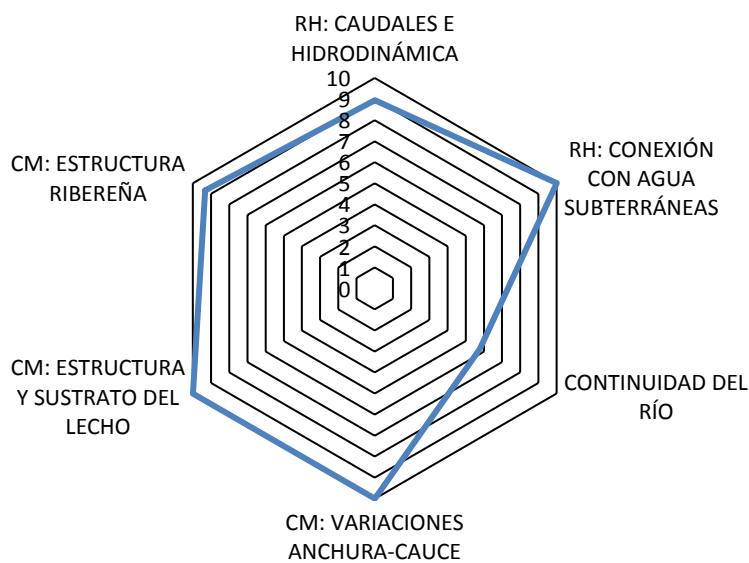 RH: CAUDALES E
HIDRODINÁMICA
10
9
8
7
6
5
4
3
2
1
0
RH: CONEXIÓN
CON AGUA
SUBTERRÁNEAS
CONTINUIDAD DEL
RÍO
CM: VARIACIONES
ANCHURA-CAUCE
CM: ESTRUCTURA
Y SUSTRATO DEL
LECHO
CM: ESTRUCTURA
RIBEREÑA